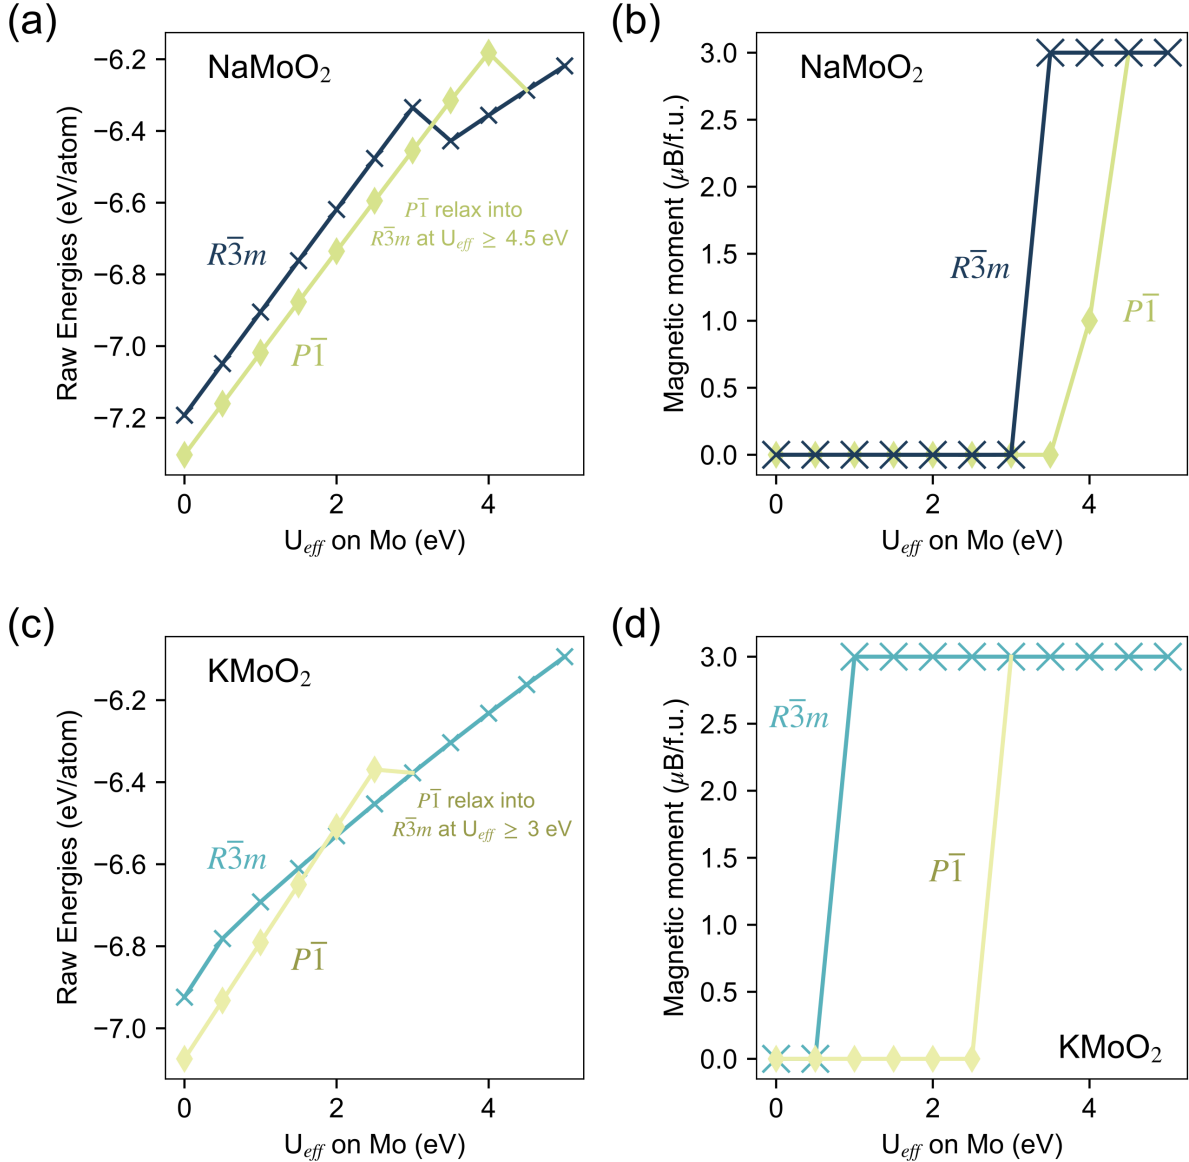 (a)
NaMoO₂
Raw Energies (eV/atom)
−6.2
−6.4
−6.6
−6.8
−7.0
−7.2
R3̅m
P1̅
P1̅ relax into
R3̅m at U_eff ≥ 4.5 eV
0 2 4
U_eff on Mo (eV)
(b)
NaMoO₂
Magnetic moment (μB/f.u.)
3.0
2.5
2.0
1.5
1.0
0.5
0.0
R3̅m
P1̅
0 2 4
U_eff on Mo (eV)
(c)
KMoO₂
Raw Energies (eV/atom)
−6.2
−6.4
−6.6
−6.8
−7.0
R3̅m
P1̅
P1̅ relax into
R3̅m at U_eff ≥ 3 eV
0 2 4
U_eff on Mo (eV)
(d)
Magnetic moment (μB/f.u.)
3.0
2.5
2.0
1.5
1.0
0.5
0.0
R3̅m
P1̅
KMoO₂
0 2 4
U_eff on Mo (eV)